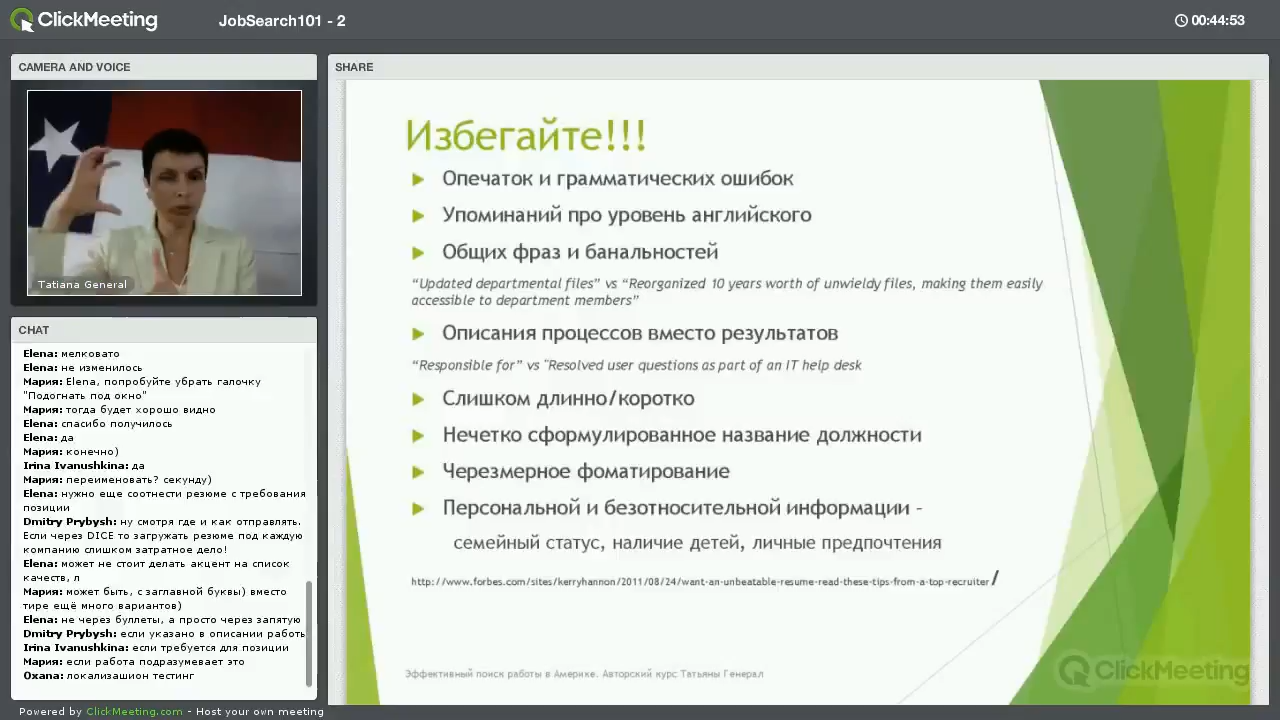 ClickMeeting
JobSearch101 - 2
00:44:53
CAMERA AND VOICE
Tatiana General
CHAT
Elena: мелковато
Elena: не изменилось
Мария: Elena, попробуйте убрать галочку
"Подогнать под окно"
Мария: тогда будет хорошо видно
Elena: спасибо получилось
Elena: да
Мария: конечно)
Irina Ivanushkina: да
Мария: переименовать? секунду)
Elena: нужно еще соотнести резюме с требования
позиции
Dmitry Prybysh: ну смотря где и как отправлять.
Если через DICE то загружать резюме под каждую
компанию слишком затратное дело!
Elena: может не стоит делать акцент на список
качеств, л
Мария: может быть, с заглавной буквы) вместо
тире ещё много вариантов)
Elena: не через буллеты, а просто через запятую
Dmitry Prybysh: если указано в описании работь
Irina Ivanushkina: если требуется для позиции
Мария: если работа подразумевает это
Oxana: локализашион тестинг
SHARE
Избегайте!!!
Опечаток и грамматических ошибок
Упоминаний про уровень английского
Общих фраз и банальностей
“Updated departmental files” vs “Reorganized 10 years worth of unwieldy files, making them easily
accessible to department members”
Описания процессов вместо результатов
“Responsible for” vs "Resolved user questions as part of an IT help desk
Слишком длинно/коротко
Нечетко сформулированное название должности
Черезмерное фоматирование
Персональной и безотносительной информации –
семейный статус, наличие детей, личные предпочтения
http://www.forbes.com/sites/kerryhannon/2011/08/24/want-an-unbeatable-resume-read-these-tips-from-a-top-recruiter/
Эффективный поиск работы в Америке. Авторский курс Татьяны Генерал
ClickMeeting
Powered by ClickMeeting.com - Host your own meeting